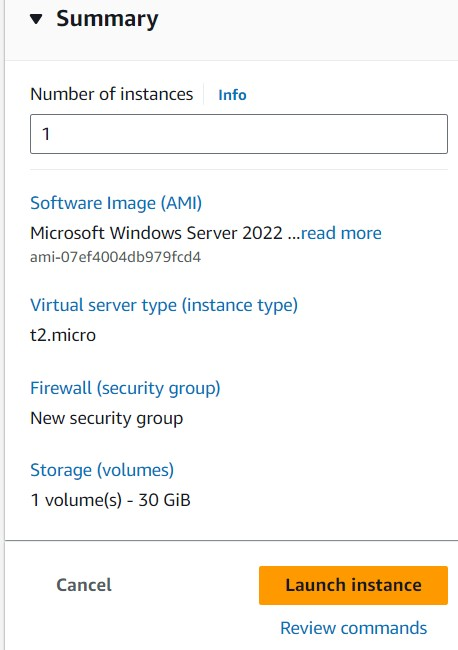 Summary
Number of instances Info
1
Software Image (AMI)
Microsoft Windows Server 2022 ...read more
ami-07ef4004db979fcd4
Virtual server type (instance type)
t2.micro
Firewall (security group)
New security group
Storage (volumes)
1 volume(s) - 30 GiB
Cancel Launch instance
Review commands